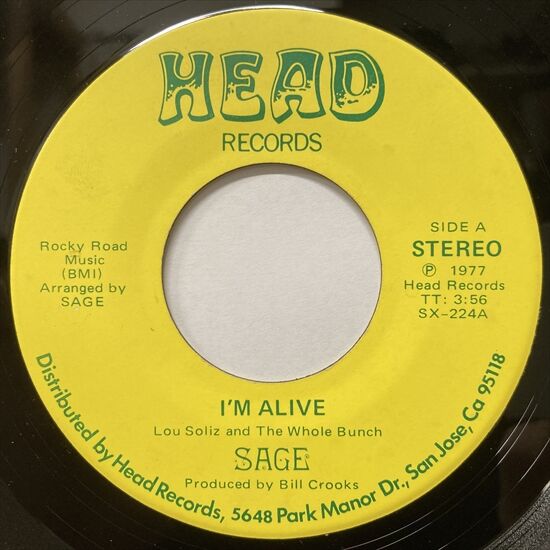 HEAD
RECORDS
Rocky Road
Music
(BMI)
Arranged by
SAGE
SIDE A
STEREO
℗ 1977
Head Records
TT: 3:56
SX-224A
I'M ALIVE
Lou Soliz and The Whole Bunch
SAGE
Produced by Bill Crooks
Distributed by Head Records, 5648 Park Manor Dr., San Jose, Ca 95118